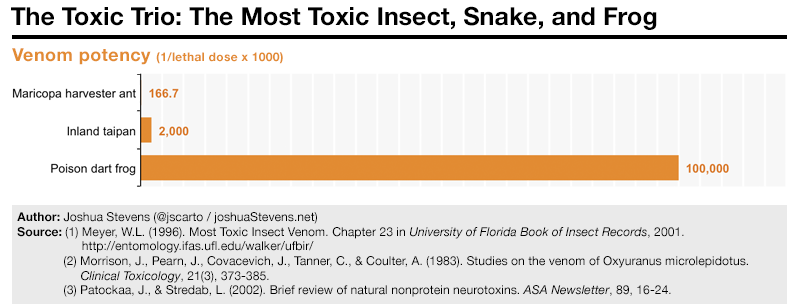 The Toxic Trio: The Most Toxic Insect, Snake, and Frog
Venom potency (1/lethal dose x 1000)
Maricopa harvester ant 166.7
Inland taipan 2,000
Poison dart frog 100,000
Author: Joshua Stevens (@jscarto / joshuaStevens.net)
Source: (1) Meyer, W.L. (1996). Most Toxic Insect Venom. Chapter 23 in University of Florida Book of Insect Records, 2001.
http://entomology.ifas.ufl.edu/walker/ufbir/
(2) Morrison, J., Pearn, J., Covacevich, J., Tanner, C., & Coulter, A. (1983). Studies on the venom of Oxyuranus microlepidotus.
Clinical Toxicology, 21(3), 373-385.
(3) Patockaa, J., & Stredab, L. (2002). Brief review of natural nonprotein neurotoxins. ASA Newsletter, 89, 16-24.